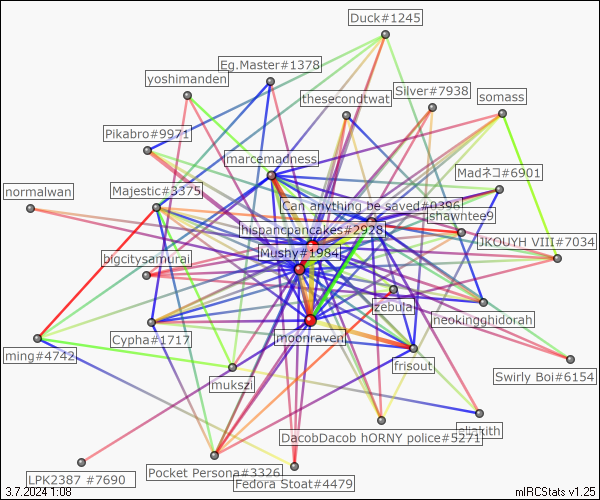 Duck#1245
Eg.Master#1378
yoshimanden
Silver#7938
thesecondtwat
somass
Pikabro#9971
marcemadness
Madネコ#6901
normalwan
Majestic#3375
Can anything be saved#0396
shawntee9
hispancpancakes#2928
JKOUYH VIII#7034
Mushy#1984
bigcitysamurai
zebulai
neokingghidorah
Cypha#1717
moonraven
ming#4742
frisout
Swirly Boi#6154
mukszi
DacobDacob hORNY police#5271
Pocket Persona#3326
LPK2387 #7690
Fedora Stoat#4479
3.7.2024 1:08
mIRCStats v1.25